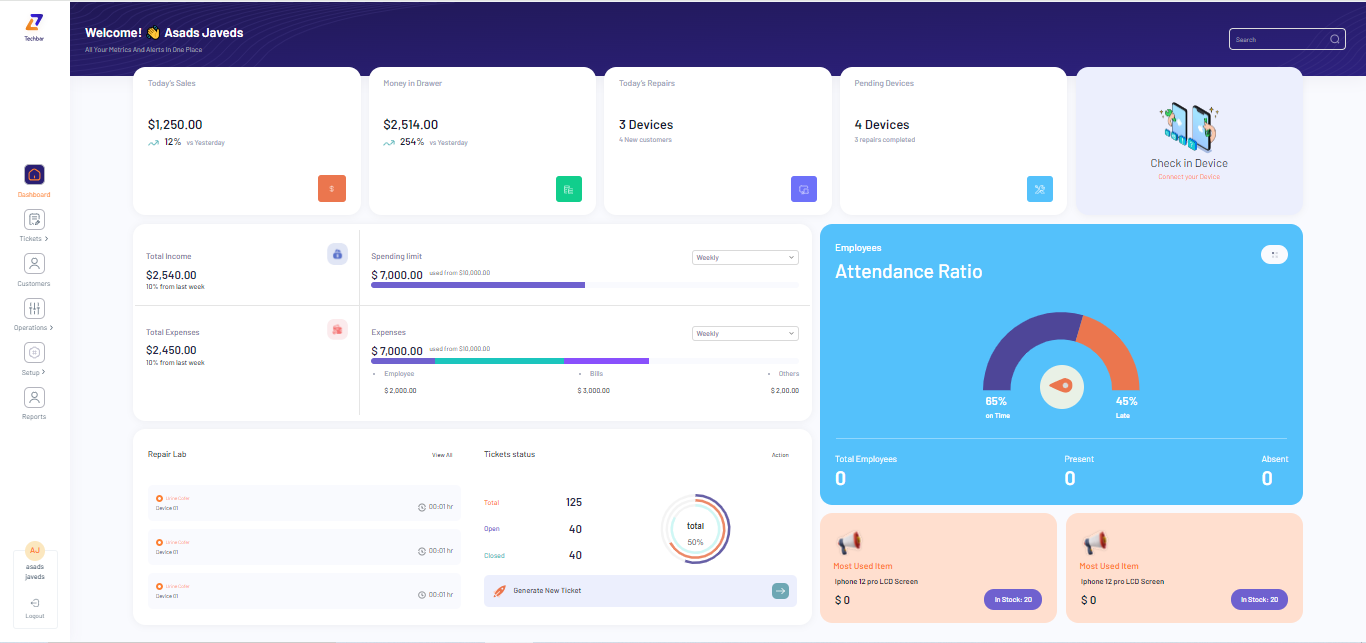 Techbar
Welcome! 👋 Asads Javeds
All Your Metrics And Alerts In One Place
Search
Dashboard
Tickets >
Customers
Operations >
Setup >
Reports
AJ
asads
javeds
Logout
Today's Sales
$1,250.00
12% vs Yesterday
$
Money in Drawer
$2,514.00
254% vs Yesterday
Today's Repairs
3 Devices
4 New customers
Pending Devices
4 Devices
3 repairs completed
Check in Device
Connect your Device
Total Income
$2,540.00
10% from last week
Spending limit
$ 7,000.00 used from $10,000.00
Weekly
Total Expenses
$2,450.00
10% from last week
Expenses
$ 7,000.00 used from $10,000.00
Weekly
Employee
$ 2,000.00
Bills
$ 3,000.00
Others
$ 2,00.00
Employees
Attendance Ratio
65%
on Time
45%
Late
Total Employees
0
Present
0
Absent
0
Repair Lab
View All
Device 01
00:01 hr
Device 01
00:01 hr
Device 01
00:01 hr
Tickets status
Action
Total 125
Open 40
Closed 40
total
50%
Generate New Ticket
Most Used Item
Iphone 12 pro LCD Screen
$ 0
In Stock: 20
Most Used Item
Iphone 12 pro LCD Screen
$ 0
In Stock: 20